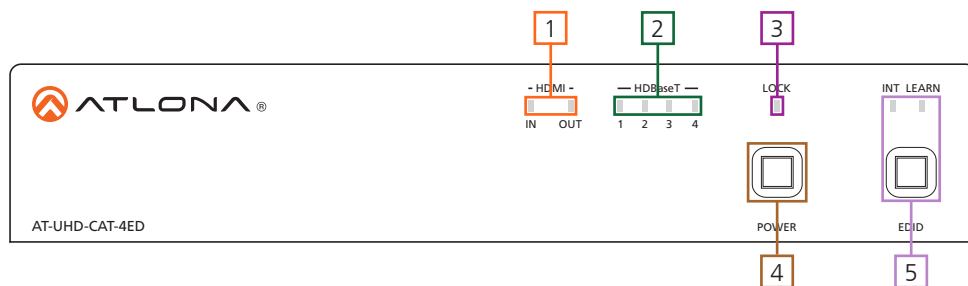 1 2 3
- HDMI - — HDBaseT — LOCK INT LEARN
ATLONA ®
IN OUT 1 2 3 4
AT-UHD-CAT-4ED POWER EDID
4 5